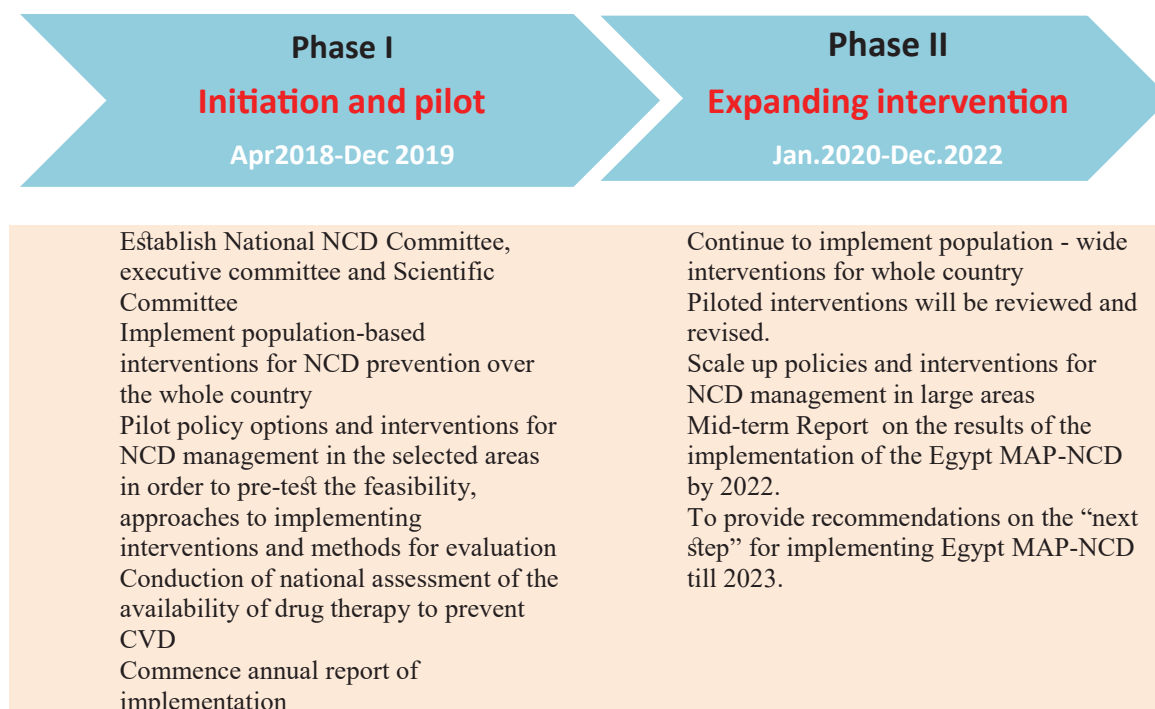 Phase I
Initiation and pilot
Apr2018-Dec 2019
Phase II
Expanding intervention
Jan.2020-Dec.2022
Establish National NCD Committee,
executive committee and Scientific
Committee
Implement population-based
interventions for NCD prevention over
the whole country
Pilot policy options and interventions for
NCD management in the selected areas
in order to pre-test the feasibility,
approaches to implementing
interventions and methods for evaluation
Conduction of national assessment of the
availability of drug therapy to prevent
CVD
Commence annual report of
implementation
Continue to implement population - wide
interventions for whole country
Piloted interventions will be reviewed and
revised.
Scale up policies and interventions for
NCD management in large areas
Mid-term Report  on the results of the
implementation of the Egypt MAP-NCD
by 2022.
To provide recommendations on the “next
step” for implementing Egypt MAP-NCD
till 2023.